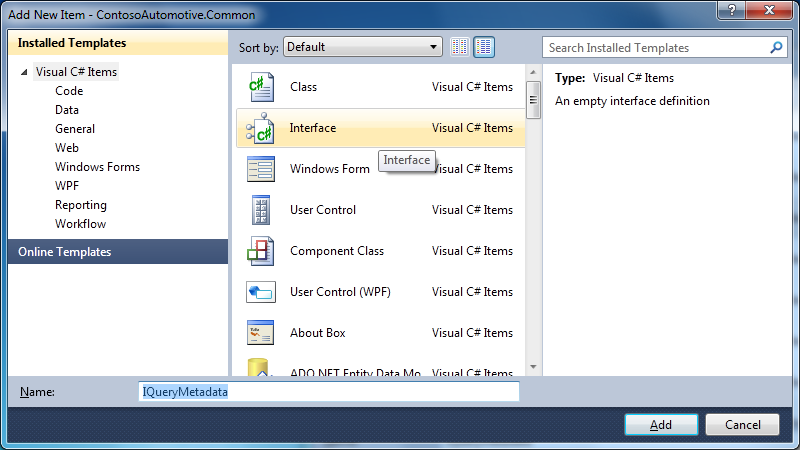 Add New Item - ContosoAutomotive.Common
Installed Templates
Visual C# Items
Code
Data
General
Web
Windows Forms
WPF
Reporting
Workflow
Online Templates
Sort by: Default
Class Visual C# Items
Interface Visual C# Items
Interface
Windows Form Visual C# Items
User Control Visual C# Items
Component Class Visual C# Items
User Control (WPF) Visual C# Items
About Box Visual C# Items
ADO.NET Entity Data Mo... Visual C# Items
Search Installed Templates
Type: Visual C# Items
An empty interface definition
Name: IQueryMetadata
Add Cancel